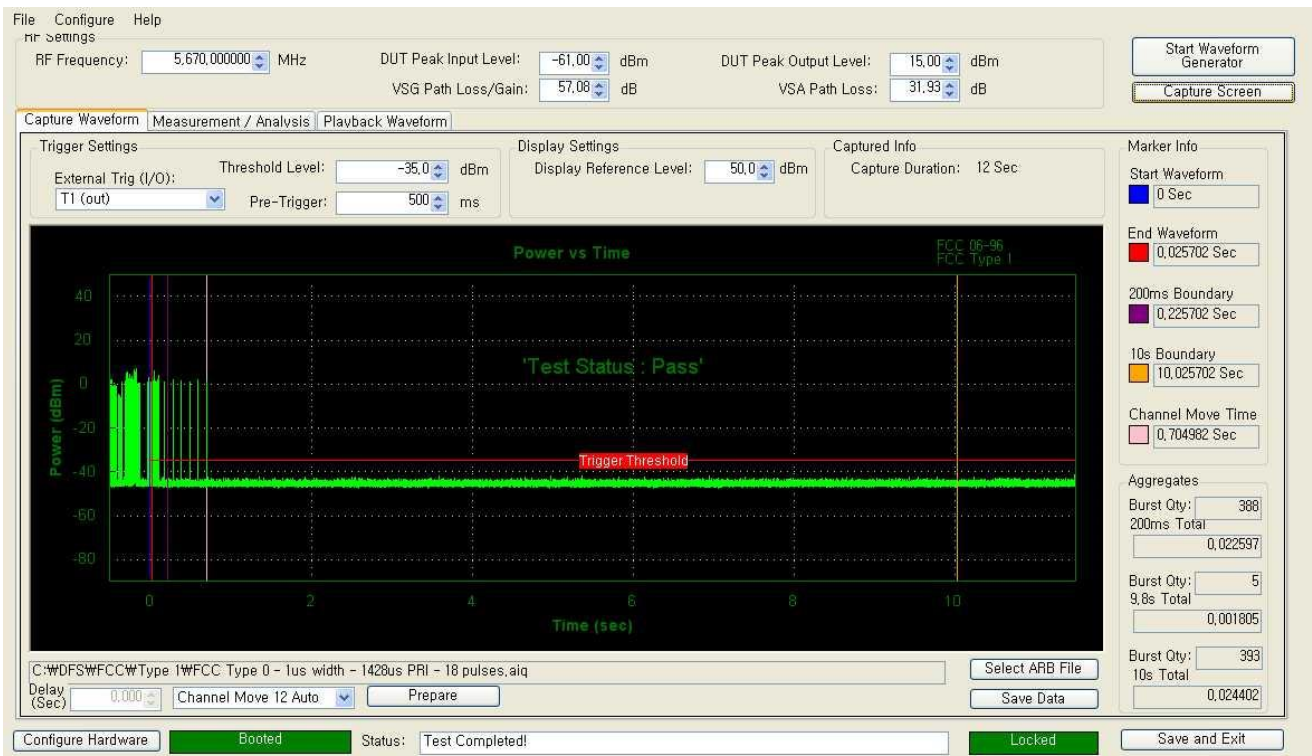 File Configure Help
RF Settings
RF Frequency: 5,670,000000 MHz
DUT Peak Input Level: -61,00 dBm
DUT Peak Output Level: 15,00 dBm
VSG Path Loss/Gain: 57,08 dB
VSA Path Loss: 31,93 dB
Start Waveform Generator
Capture Screen
Capture Waveform Measurement / Analysis Playback Waveform
Trigger Settings
External Trig (I/O):
T1 (out)
Threshold Level: -35,0 dBm
Pre-Trigger: 500 ms
Display Settings
Display Reference Level: 50,0 dBm
Captured Info
Capture Duration: 12 Sec
Power vs Time
FCC 06-96
FCC Type 1
'Test Status : Pass'
Trigger Threshold
Power (dBm)
40
20
0
-20
-40
-60
-80
0 2 4 6 8 10
Time (sec)
Marker Info
Start Waveform
0 Sec
End Waveform
0,025702 Sec
200ms Boundary
0,225702 Sec
10s Boundary
10,025702 Sec
Channel Move Time
0,704982 Sec
Aggregates
Burst Qty: 388
200ms Total
0,022597
Burst Qty: 5
9,8s Total
0,001805
Burst Qty: 393
10s Total
0,024402
C:₩DFS₩FCC₩Type 1₩FCC Type 0 - 1us width - 1428us PRI - 18 pulses,aiq
Select ARB File
Delay (Sec) 0,000
Channel Move 12 Auto
Prepare
Save Data
Configure Hardware
Booted
Status: Test Completed!
Locked
Save and Exit